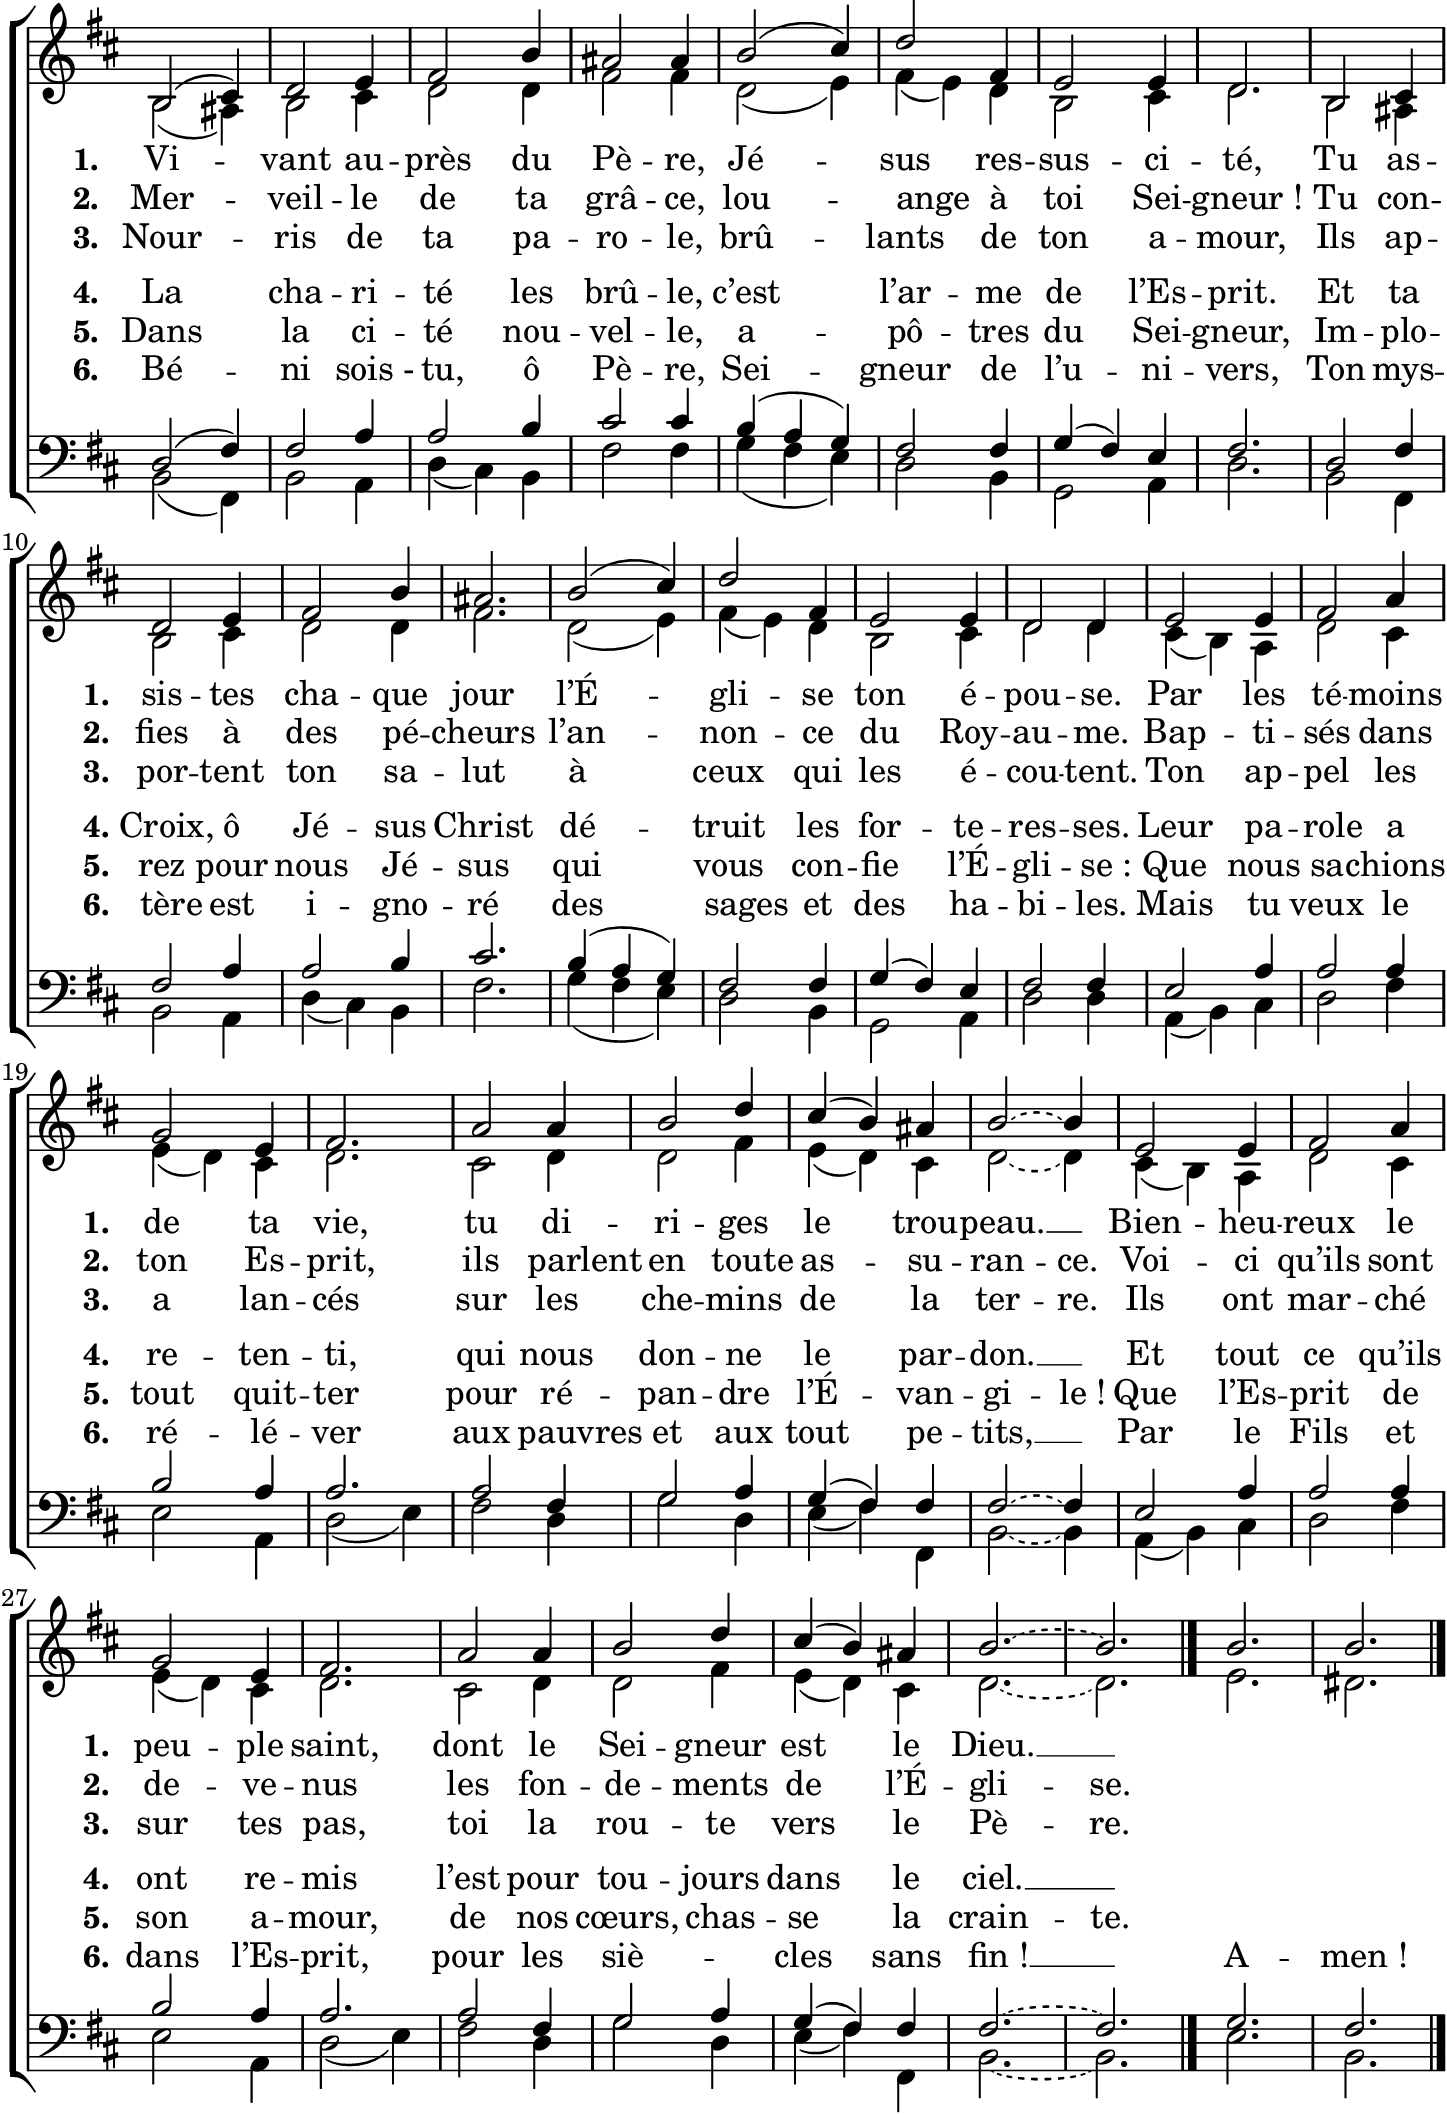 1. Vi - vant au - près du Pè - re, Jé - sus res - sus - ci - té, Tu as -
2. Mer - veil - le de ta grâ - ce, lou - ange à toi Sei - gneur ! Tu con -
3. Nour - ris de ta pa - ro - le, brû - lants de ton a - mour, Ils ap -
4. La cha - ri - té les brû - le, c’est l’ar - me de l’Es - prit. Et ta
5. Dans la ci - té nou - vel - le, a - pô - tres du Sei - gneur, Im - plo -
6. Bé - ni sois - tu, ô Pè - re, Sei - gneur de l’u - ni - vers, Ton mys -
10
1. sis - tes cha - que jour l’É - gli - se ton é - pou - se. Par les té - moins
2. fies à des pé - cheurs l’an - non - ce du Roy - au - me. Bap - ti - sés dans
3. por - tent ton sa - lut à ceux qui les é - cou - tent. Ton ap - pel les
4. Croix, ô Jé - sus Christ dé - truit les for - te - res - ses. Leur pa - role a
5. rez pour nous Jé - sus qui vous con - fie l’É - gli - se : Que nous sachions
6. tère est i - gno - ré des sages et des ha - bi - les. Mais tu veux le
19
1. de ta vie, tu di - ri - ges le troupeau. __ Bien - heu - reux le
2. ton Es - prit, ils parlent en toute as - su - ran - ce. Voi - ci qu’ils sont
3. a lan - cés sur les che - mins de la ter - re. Ils ont mar - ché
4. re - ten - ti, qui nous don - ne le par - don. __ Et tout ce qu’ils
5. tout quit - ter pour ré - pan - dre l’É - van - gi - le ! Que l’Es - prit de
6. ré - lé - ver aux pauvres et aux tout pe - tits, __ Par le Fils et
27
1. peu - ple saint, dont le Sei - gneur est le Dieu. __
2. de - ve - nus les fon - de - ments de l’É - gli - se.
3. sur tes pas, toi la rou - te vers le Pè - re.
4. ont re - mis l’est pour tou - jours dans le ciel. __
5. son a - mour, de nos cœurs, chas - se la crain - te.
6. dans l’Es - prit, pour les siè - cles sans fin ! __ A - men !